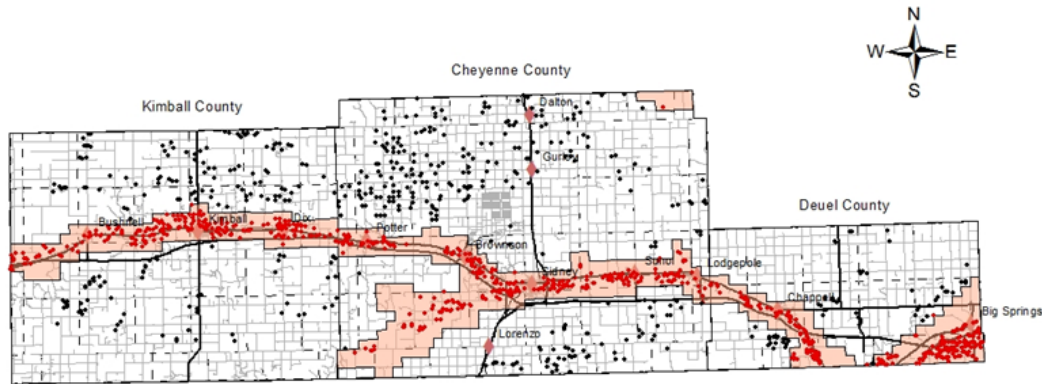 N
W E
S
Cheyenne County
Kimball County
Dalton
Gurley
Deuel County
Bushnell
Kimball
Dix
Potter
Brownson
Sidney
Sunol
Lodgepole
Chappell
Big Springs
Lorenzo